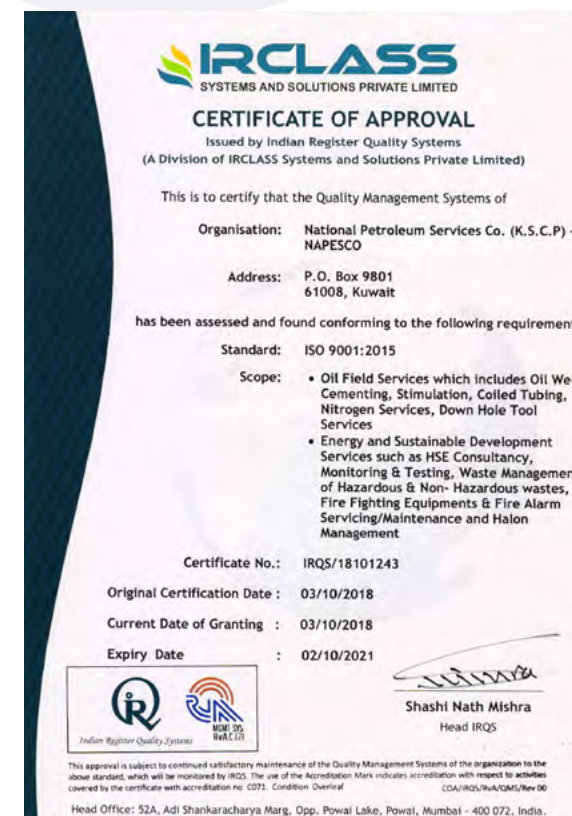 IRCLASS
SYSTEMS AND SOLUTIONS PRIVATE LIMITED
CERTIFICATE OF APPROVAL
Issued by Indian Register Quality Systems
(A Division of IRCLASS Systems and Solutions Private Limited)
This is to certify that the Quality Management Systems of
Organisation: National Petroleum Services Co. (K.S.C.P) -
NAPESCO
Address: P.O. Box 9801
61008, Kuwait
has been assessed and found conforming to the following requirement
Standard: ISO 9001:2015
Scope: • Oil Field Services which includes Oil We
Cementing, Stimulation, Coiled Tubing,
Nitrogen Services, Down Hole Tool
Services
• Energy and Sustainable Development
Services such as HSE Consultancy,
Monitoring & Testing, Waste Managemen
of Hazardous & Non- Hazardous wastes,
Fire Fighting Equipments & Fire Alarm
Servicing/Maintenance and Halon
Management
Certificate No.: IRQS/18101243
Original Certification Date : 03/10/2018
Current Date of Granting : 03/10/2018
Expiry Date : 02/10/2021
Shashi Nath Mishra
Head IRQS
IR
Indian Register Quality Systems
MGMT SYS
RvA C 071
This approval is subject to continued satisfactory maintenance of the Quality Management Systems of the organization to the
above standard, which will be monitored by IRQS. The use of the Accreditation Mark indicates accreditation with respect to activities
covered by the certificate with accreditation no C071. Condition Overleaf COA/IRQS/RvA/QMS/Rev 00
Head Office: 52A, Adi Shankaracharya Marg, Opp. Powai Lake, Powai, Mumbai - 400 072, India.